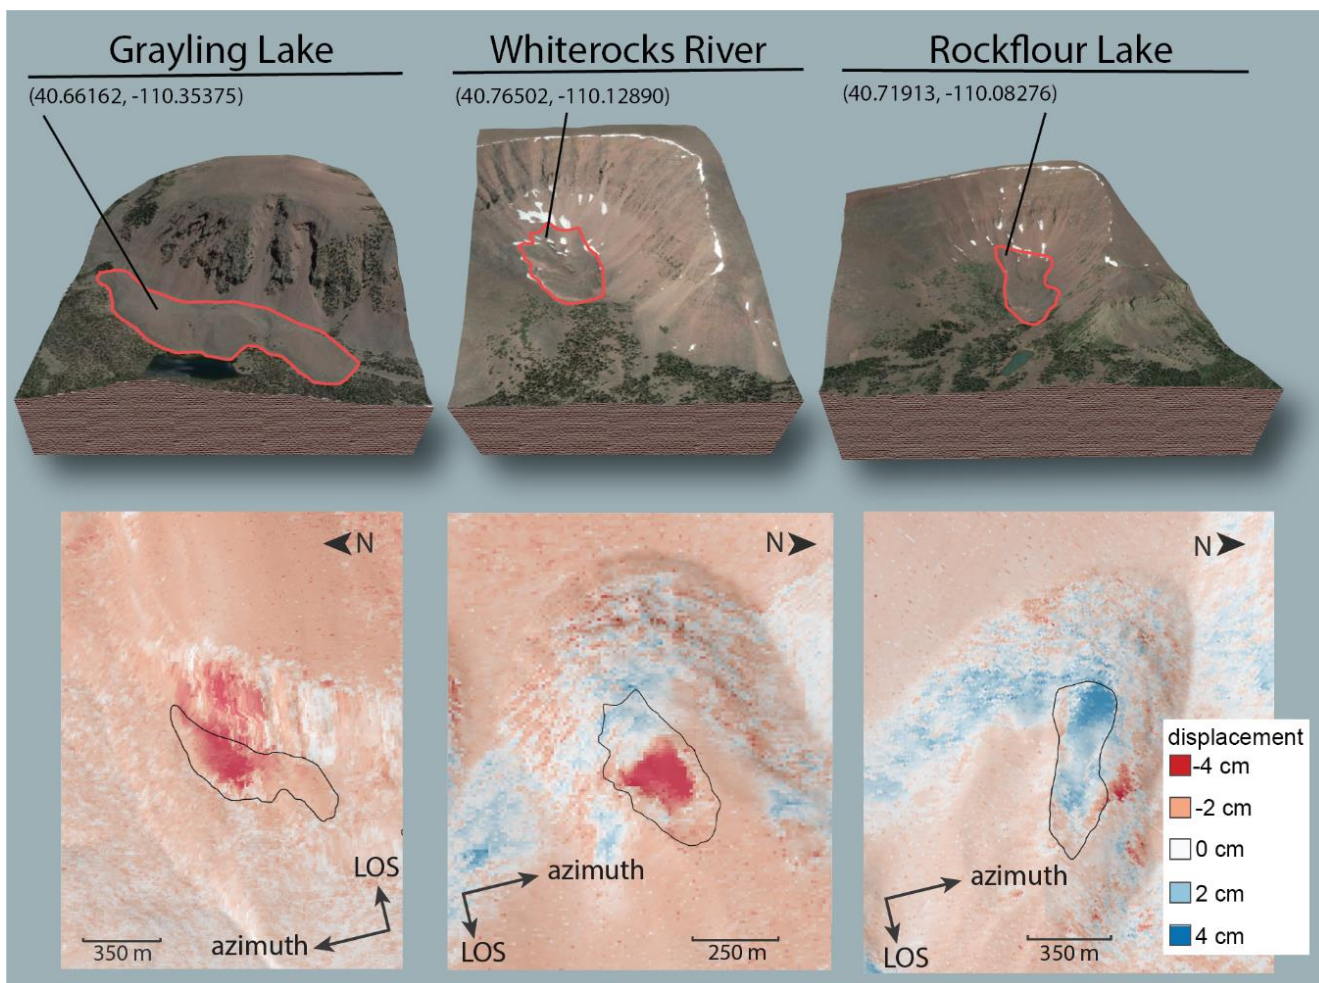 Grayling Lake
(40.66162, -110.35375)
Whiterocks River
(40.76502, -110.12890)
Rockflour Lake
(40.71913, -110.08276)
N
LOS
azimuth
350 m
N
azimuth
LOS
250 m
N
azimuth
LOS
350 m
displacement
-4 cm
-2 cm
0 cm
2 cm
4 cm